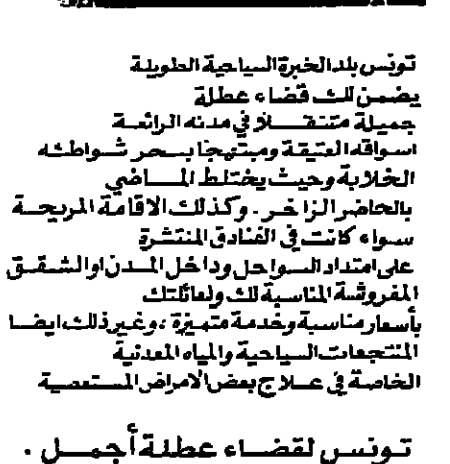 تونس بلد الخبرة السياحية الطويلة
يضمن لك قضاء عطلة
جميلة متنقلا في مدنه الرائعة
اسواقه العتيقة ومبتهجا بسحر شواطئه
الخلابة وحيث يختلط الماضي
بالحاضر الزاخر . وكذلك الاقامة المريحة
سواء كانت في الفنادق المنتشرة
على امتداد السواحل وداخل المدن او الشقق
المفروشة المناسبة لك ولعائلتك
بأسعار مناسبة وخدمة متميزة ، وغير ذلك ايضا
المنتجعات السياحية والمياه المعدنية
الخاصة في علاج بعض الامراض المستعصية
تونس لقضاء عطلة أجمل .